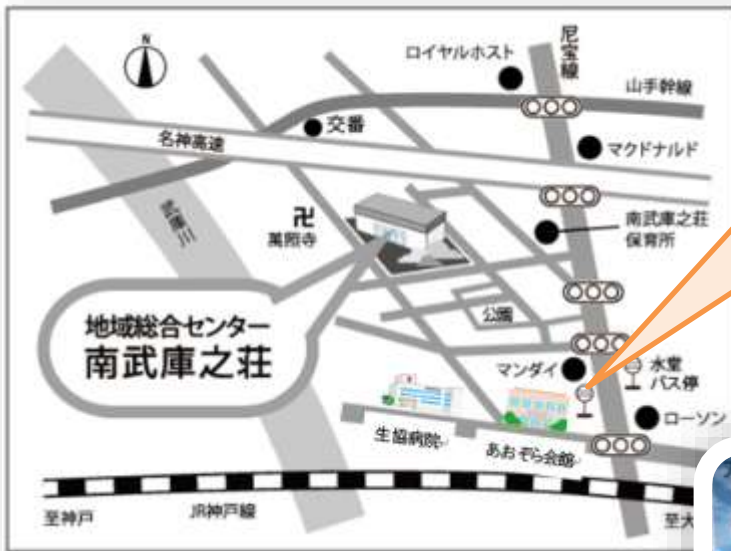 N
ロイヤルホスト
尼宝線
山手幹線
交番
名神高速
マクドナルド
武庫川
卍
萬照寺
南武庫之荘
保育所
地域総合センター
南武庫之荘
公園
マンダイ
水堂
バス停
ローソン
生協病院
あおぞら会館
至神戸
JR神戸線
至大